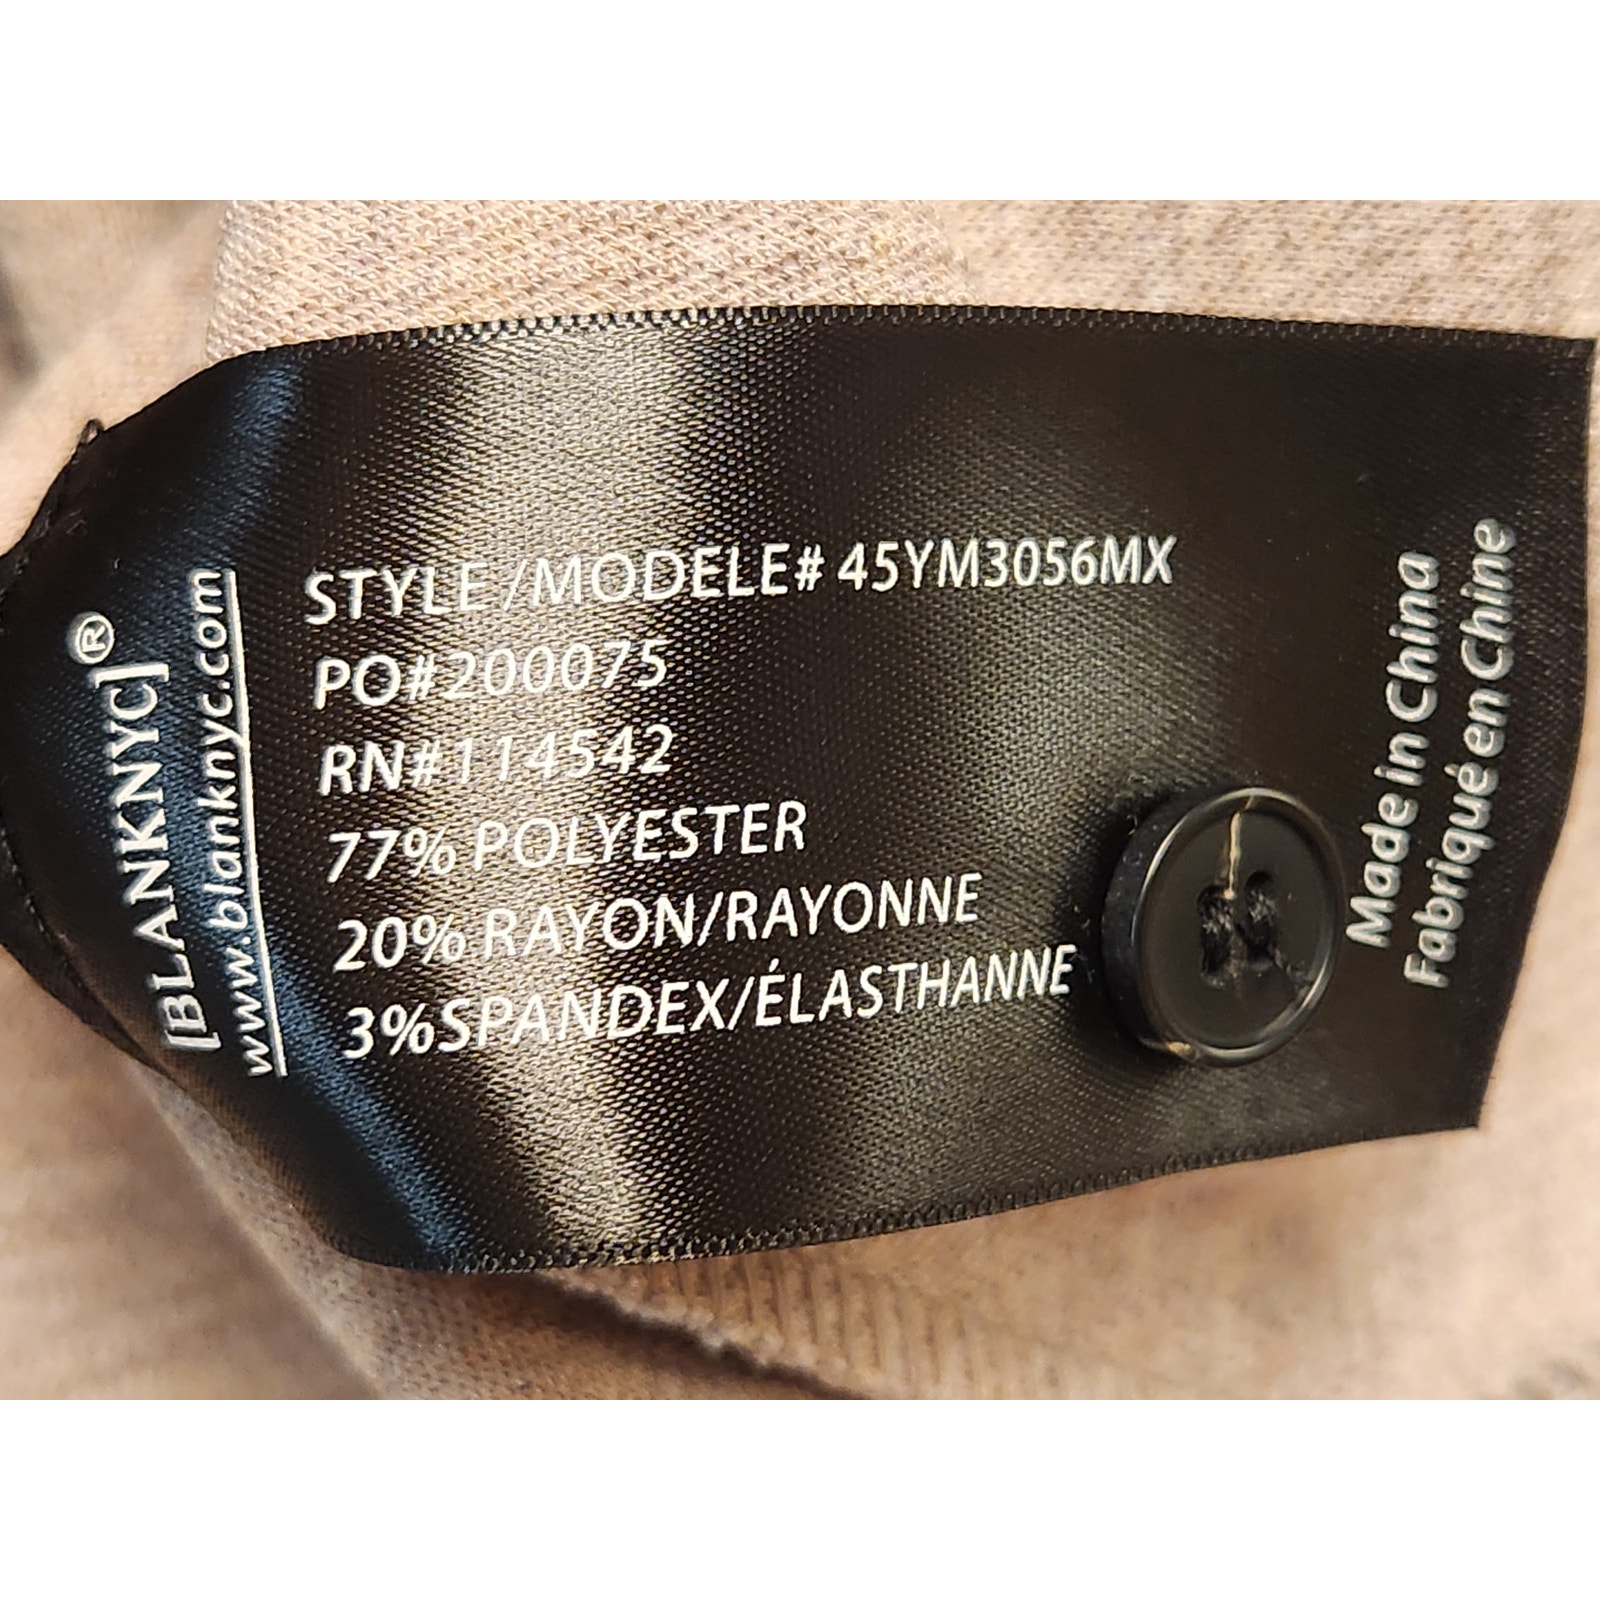 [BLANKNYC]®
www.blanknyc.com
STYLE /MODELE# 45YM3056MX
PO#200075
RN#114542
77% POLYESTER
20% RAYON/RAYONNE
3%SPANDEX/ÉLASTHANNE
Made in China
Fabriqué en Chine